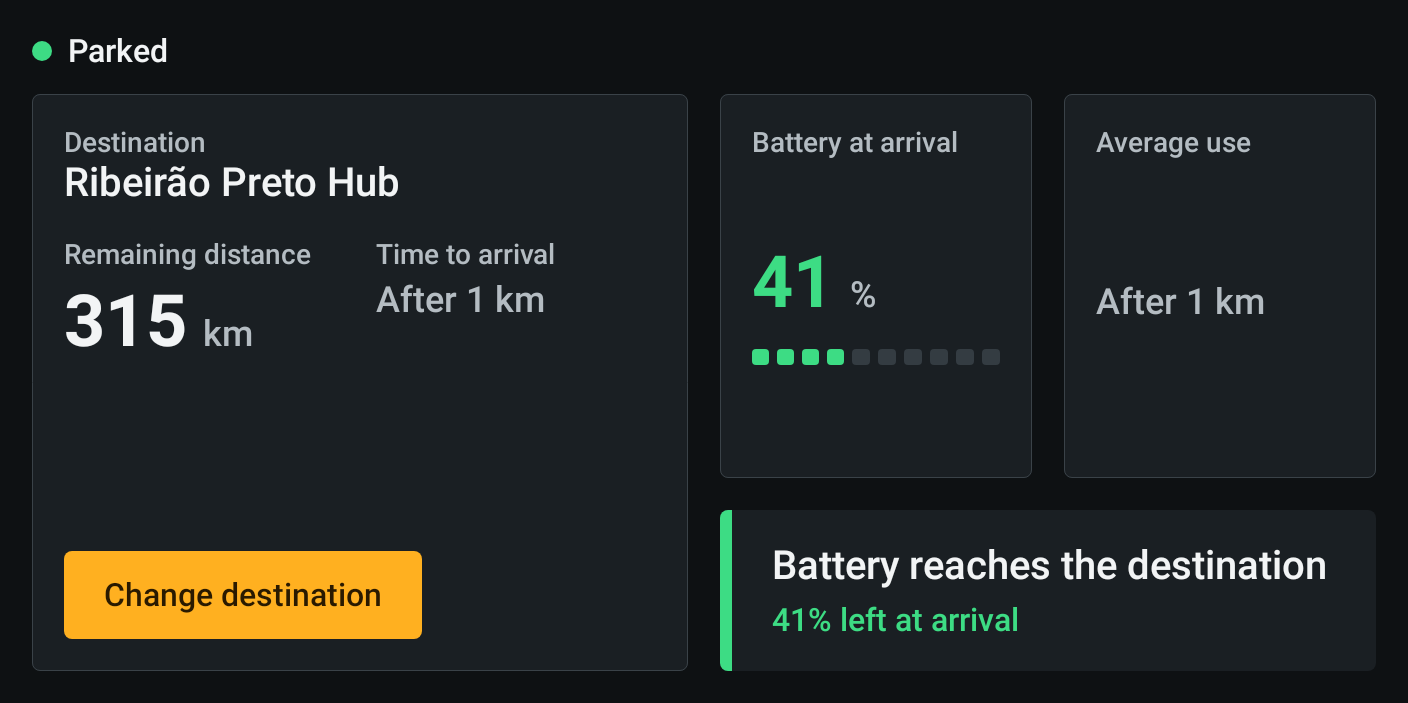 Parked
Destination
Ribeirão Preto Hub
Remaining distance
315 km
Time to arrival
After 1 km
Change destination
Battery at arrival
41 %
Average use
After 1 km
Battery reaches the destination
41% left at arrival